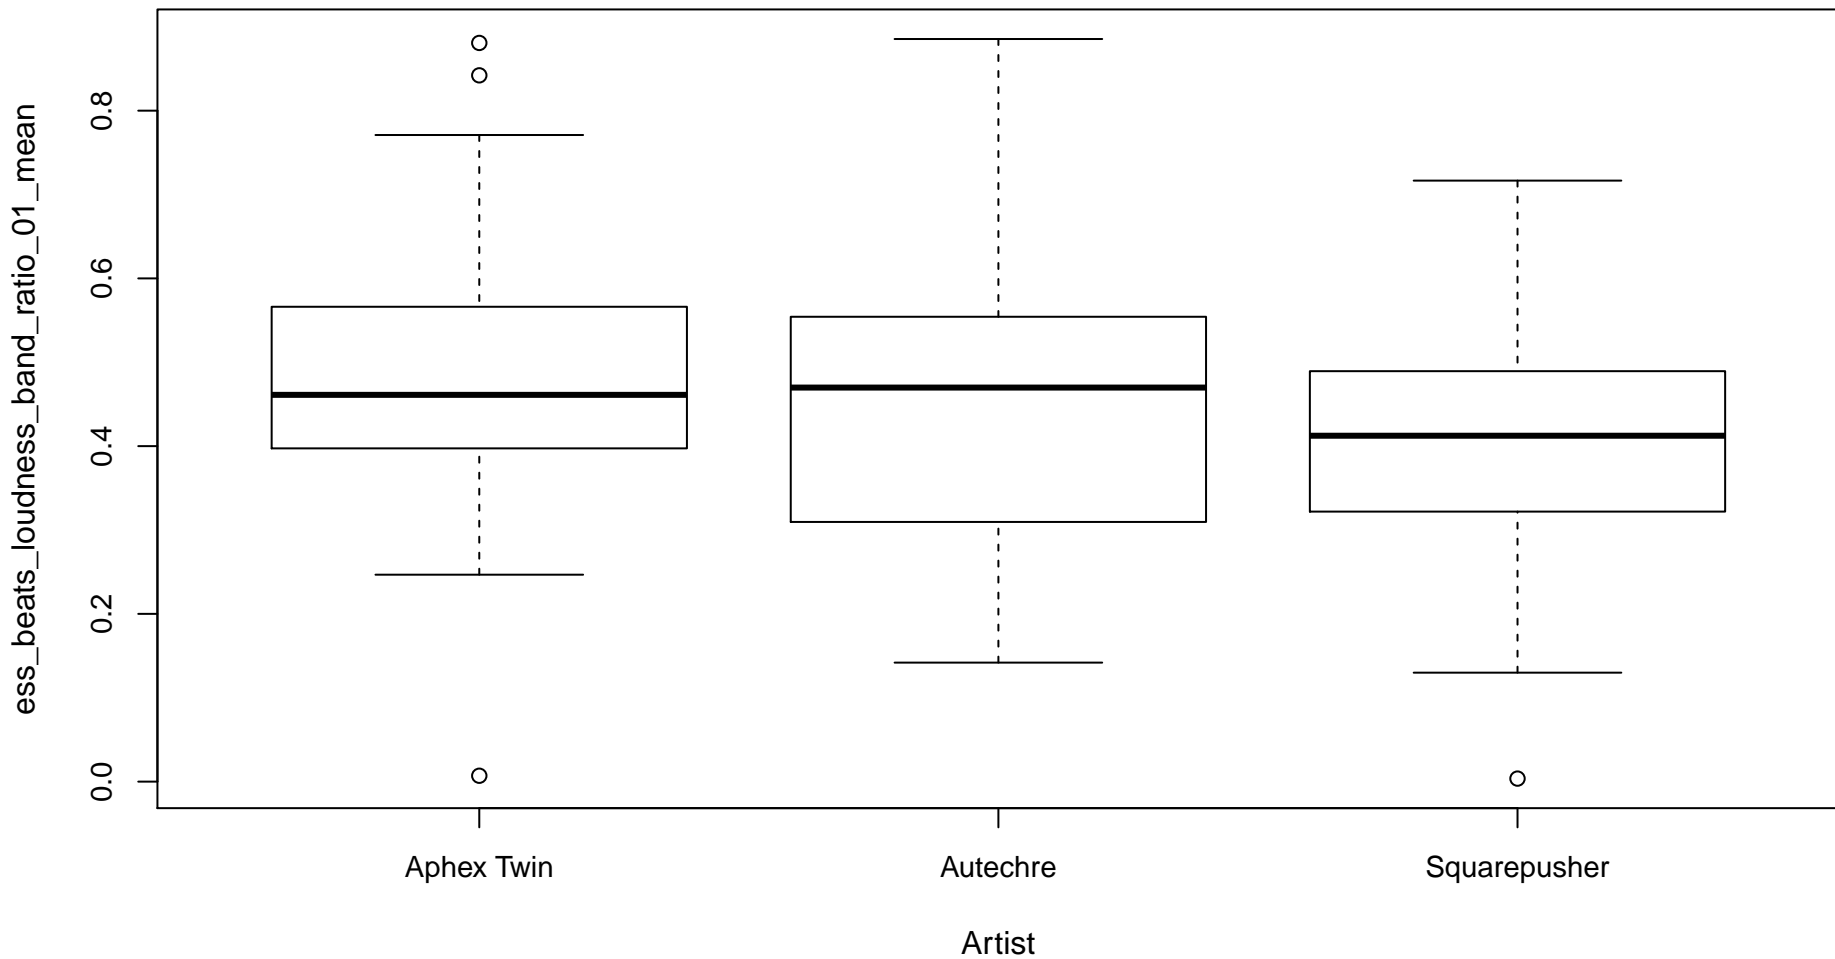 ess_beats_loudness_band_ratio_01_mean
0.8
0.6
0.4
0.2
0.0
Aphex Twin
Autechre
Squarepusher
Artist